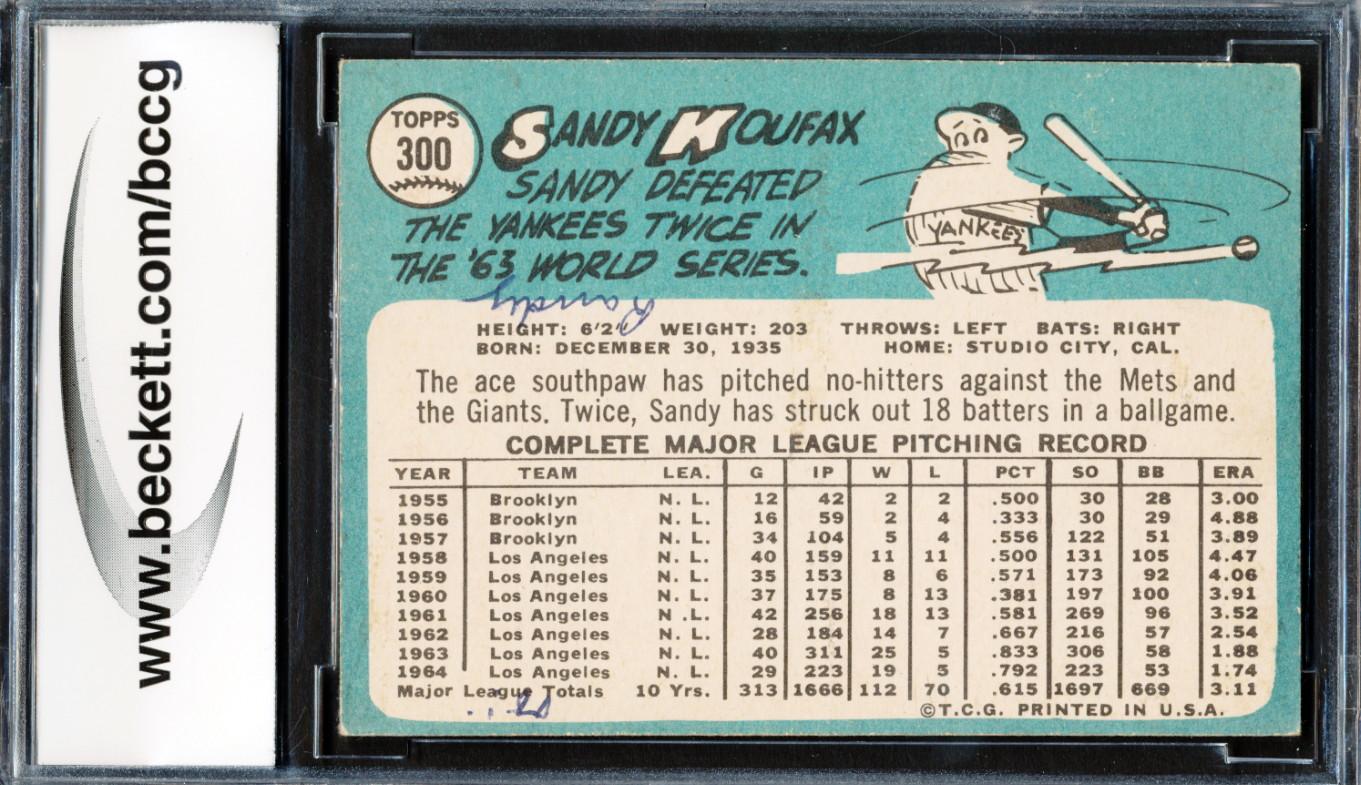 www.beckett.com/bccg
TOPPS
300
SANDY KOUFAX
SANDY DEFEATED
THE YANKEES TWICE IN
THE '63 WORLD SERIES.
YANKEES
Randy
HEIGHT: 6'2" WEIGHT: 203 THROWS: LEFT BATS: RIGHT
BORN: DECEMBER 30, 1935 HOME: STUDIO CITY, CAL.
The ace southpaw has pitched no-hitters against the Mets and
the Giants. Twice, Sandy has struck out 18 batters in a ballgame.
COMPLETE MAJOR LEAGUE PITCHING RECORD
YEAR TEAM LEA. G IP W L PCT SO BB ERA
1955 Brooklyn N. L. 12 42 2 2 .500 30 28 3.00
1956 Brooklyn N. L. 16 59 2 4 .333 30 29 4.88
1957 Brooklyn N. L. 34 104 5 4 .556 122 51 3.89
1958 Los Angeles N. L. 40 159 11 11 .500 131 105 4.47
1959 Los Angeles N. L. 35 153 8 6 .571 173 92 4.06
1960 Los Angeles N. L. 37 175 8 13 .381 197 100 3.91
1961 Los Angeles N .L. 42 256 18 13 .581 269 96 3.52
1962 Los Angeles N. L. 28 184 14 7 .667 216 57 2.54
1963 Los Angeles N. L. 40 311 25 5 .833 306 58 1.88
1964 Los Angeles N. L. 29 223 19 5 .792 223 53 1.74
Major League Totals 10 Yrs. 313 1666 112 70 .615 1697 669 3.11
©T.C.G. PRINTED IN U.S.A.